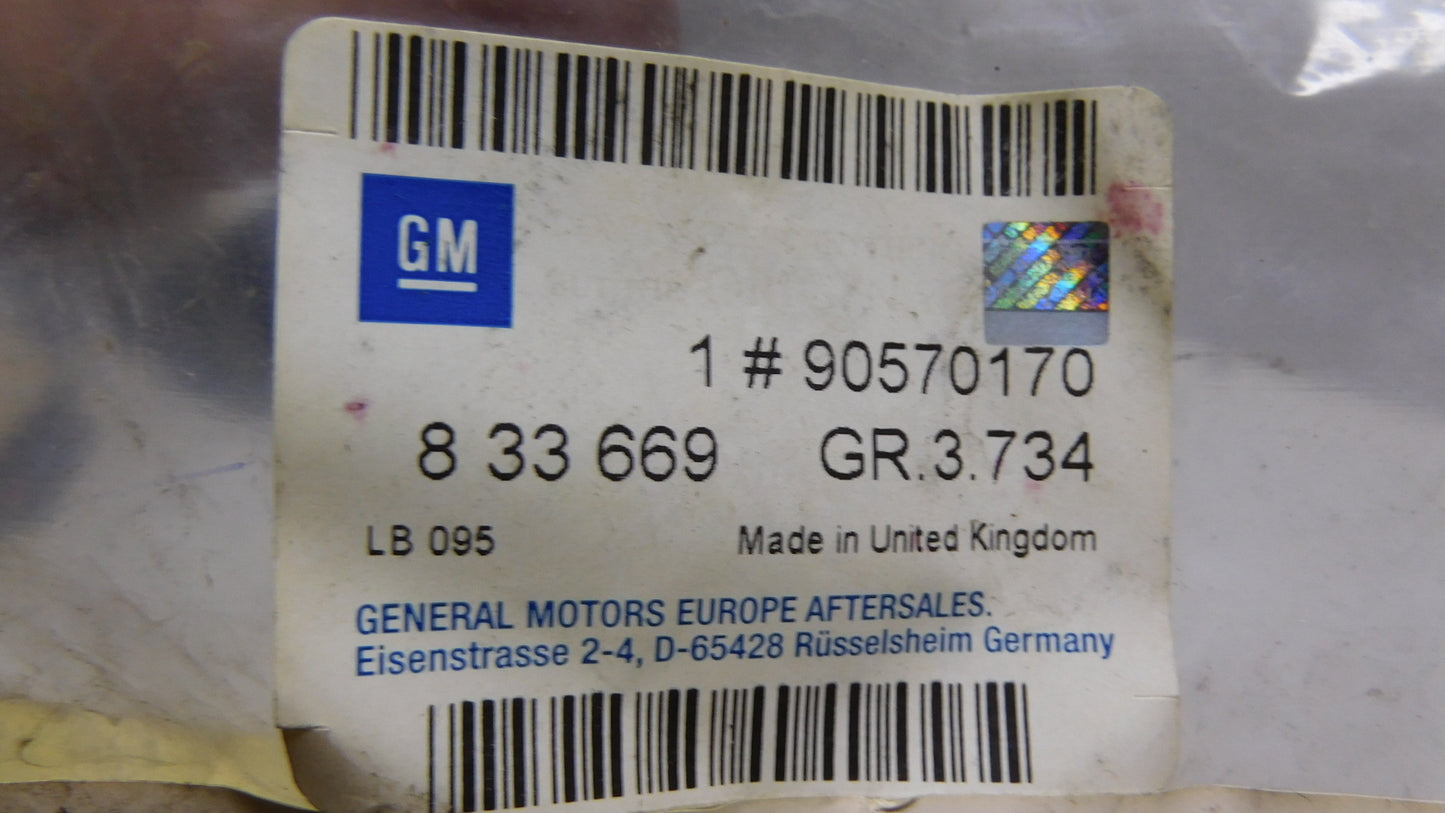 GM
1 # 90570170
8 33 669 GR.3.734
LB 095 Made in United Kingdom
GENERAL MOTORS EUROPE AFTERSALES.
Eisenstrasse 2-4, D-65428 Rüsselsheim Germany